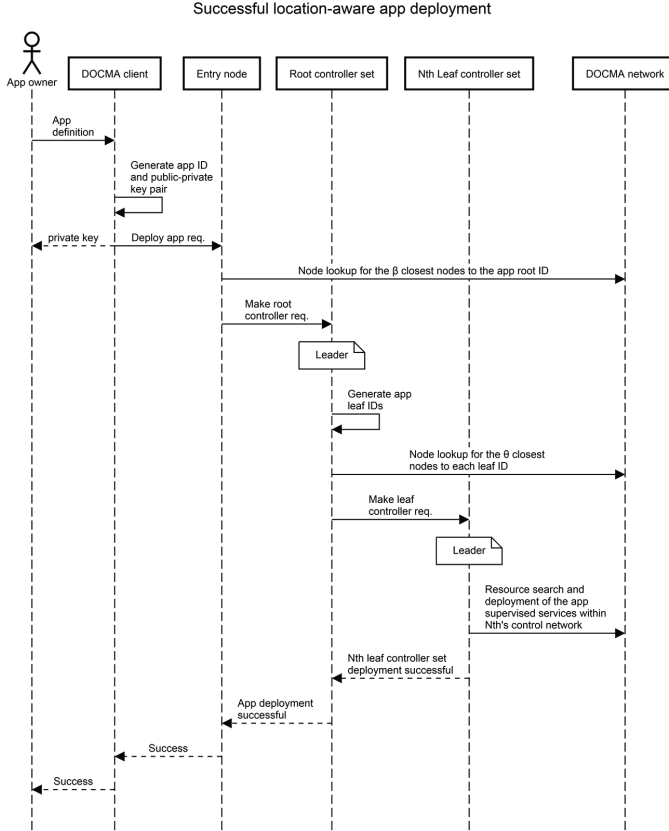 Successful location-aware app deployment
App owner
DOCMA client
Entry node
Root controller set
Nth Leaf controller set
DOCMA network
App
definition
Generate app ID
and public-private
key pair
private key
Deploy app req.
Node lookup for the β closest nodes to the app root ID
Make root
controller req.
Leader
Generate app
leaf IDs
Node lookup for the θ closest
nodes to each leaf ID
Make leaf
controller req.
Leader
Resource search and
deployment of the app
supervised services within
Nth's control network
Nth leaf controller set
deployment successful
App deployment
successful
Success
Success